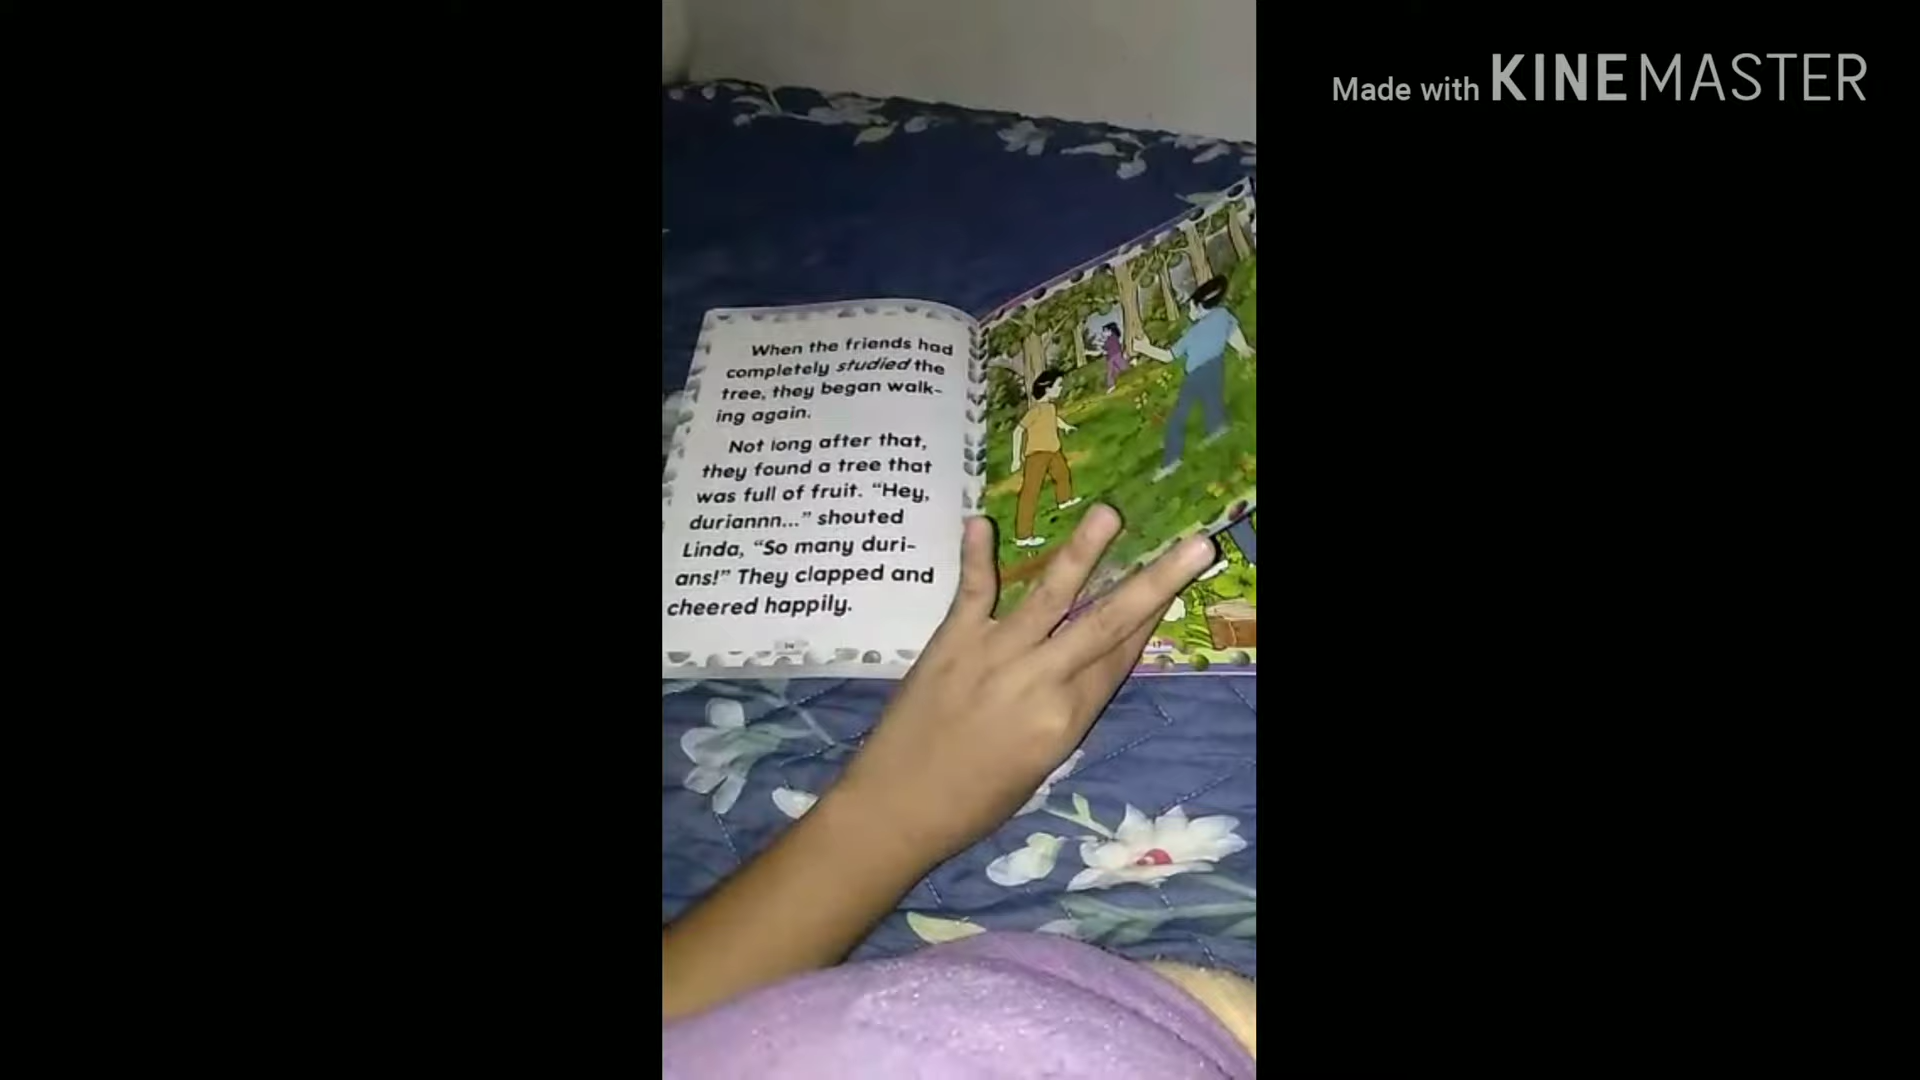 Made with KINEMASTER
When the friends had
completely studied the
tree, they began walk-
ing again.
Not long after that,
they found a tree that
was full of fruit. “Hey,
duriannn...” shouted
Linda, “So many duri-
ans!” They clapped and
cheered happily.